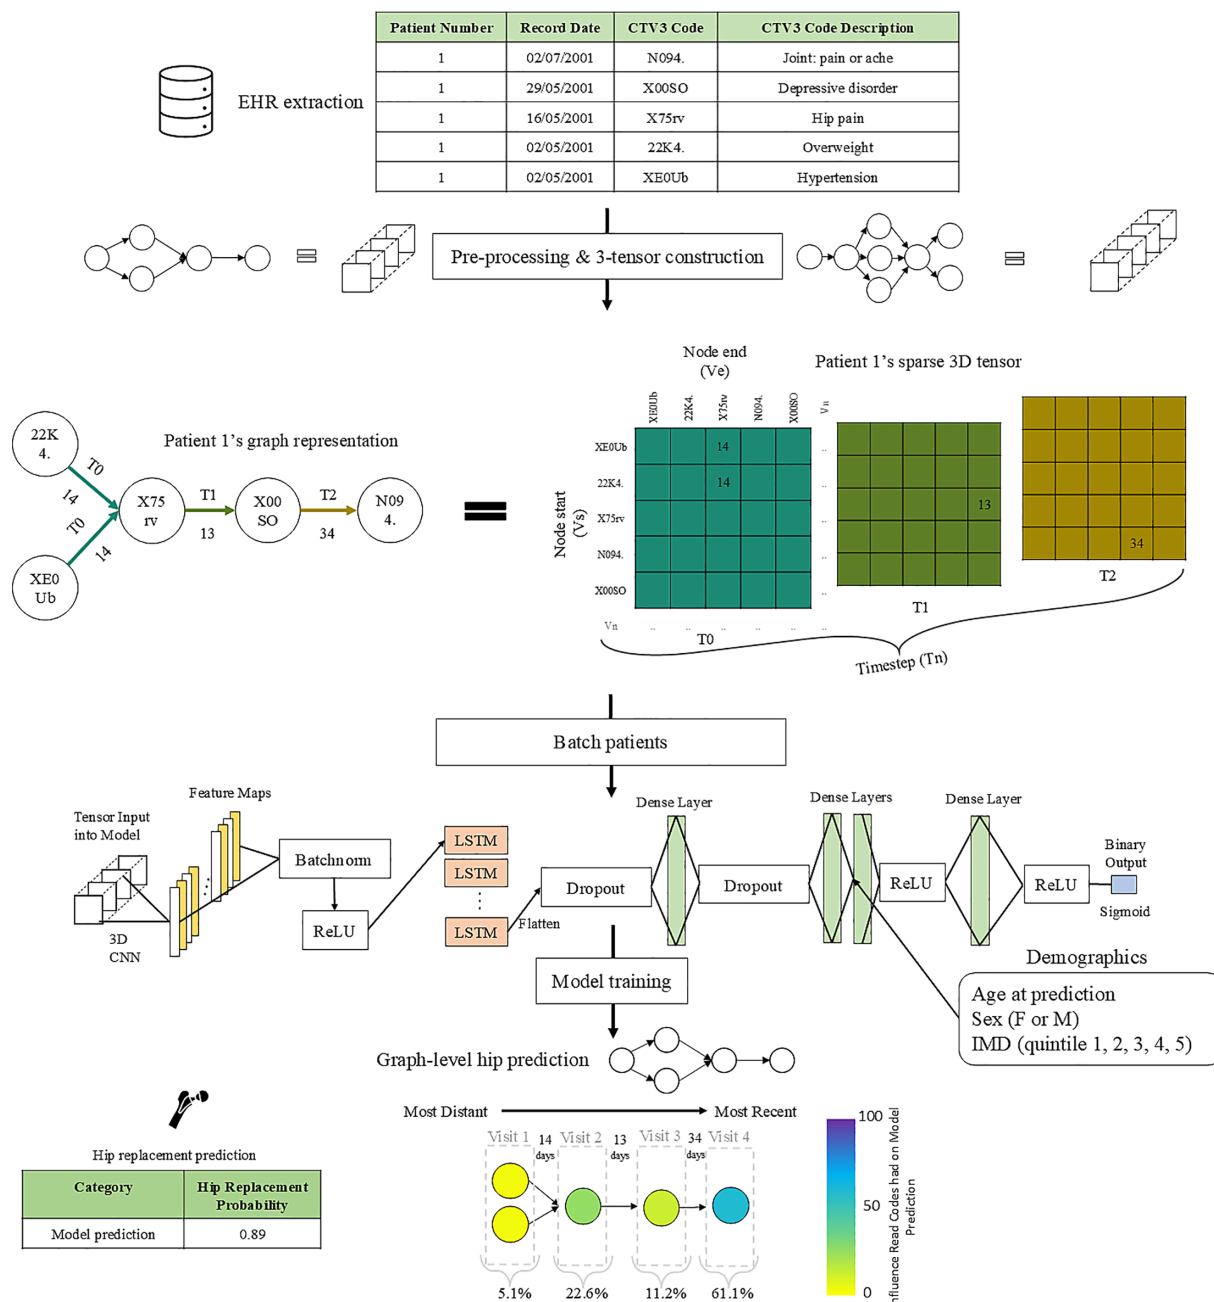 Patient Number Record Date CTV3 Code CTV3 Code Description
1 02/07/2001 N094. Joint: pain or ache
1 29/05/2001 X00SO Depressive disorder
1 16/05/2001 X75rv Hip pain
1 02/05/2001 22K4. Overweight
1 02/05/2001 XE0Ub Hypertension
EHR extraction
=
Pre-processing & 3-tensor construction
=
Patient 1's graph representation
22K
4.
T0
14
T0
14
XE0
Ub
X75
rv
T1
13
X00
SO
T2
34
N09
4.
=
Node end
(Ve)
Patient 1's sparse 3D tensor
XE0Ub 22K4. X75rv N094. X00SO Vn
Node start
(Vs)
XE0Ub 14 ..
22K4. 14 ..
X75rv ..
N094. ..
X00SO ..
Vn .. .. .. .. .. ..
T0
13
T1
34
T2
Timestep (Tn)
Batch patients
Tensor Input
into Model
3D
CNN
Feature Maps
Batchnorm
ReLU
LSTM
LSTM
⋮
LSTM
Flatten
Dropout
Dense Layer
Dropout
Dense Layers
ReLU
Dense Layer
ReLU
Binary
Output
Sigmoid
Demographics
Age at prediction
Sex (F or M)
IMD (quintile 1, 2, 3, 4, 5)
Model training
Graph-level hip prediction
Most Distant Most Recent
Visit 1 14 days Visit 2 13 days Visit 3 34 days Visit 4
5.1% 22.6% 11.2% 61.1%
100
50
0
Influence Read Codes had on Model
Prediction
Hip replacement prediction
Category Hip Replacement
Probability
Model prediction 0.89